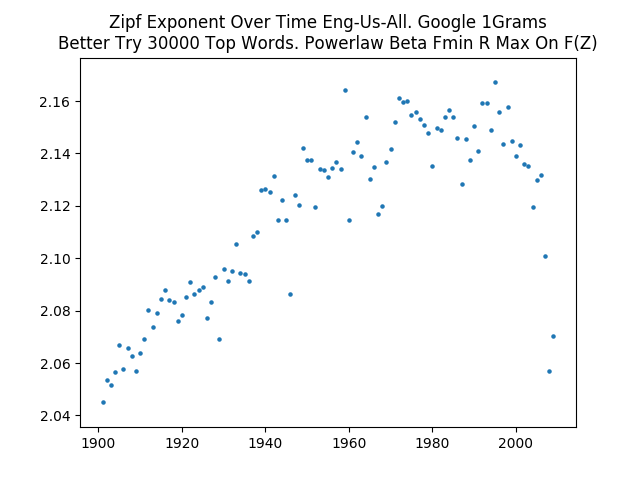 Zipf Exponent Over Time Eng-Us-All. Google 1Grams
Better Try 30000 Top Words. Powerlaw Beta Fmin R Max On F(Z)
2.16
2.14
2.12
2.10
2.08
2.06
2.04
1900 1920 1940 1960 1980 2000